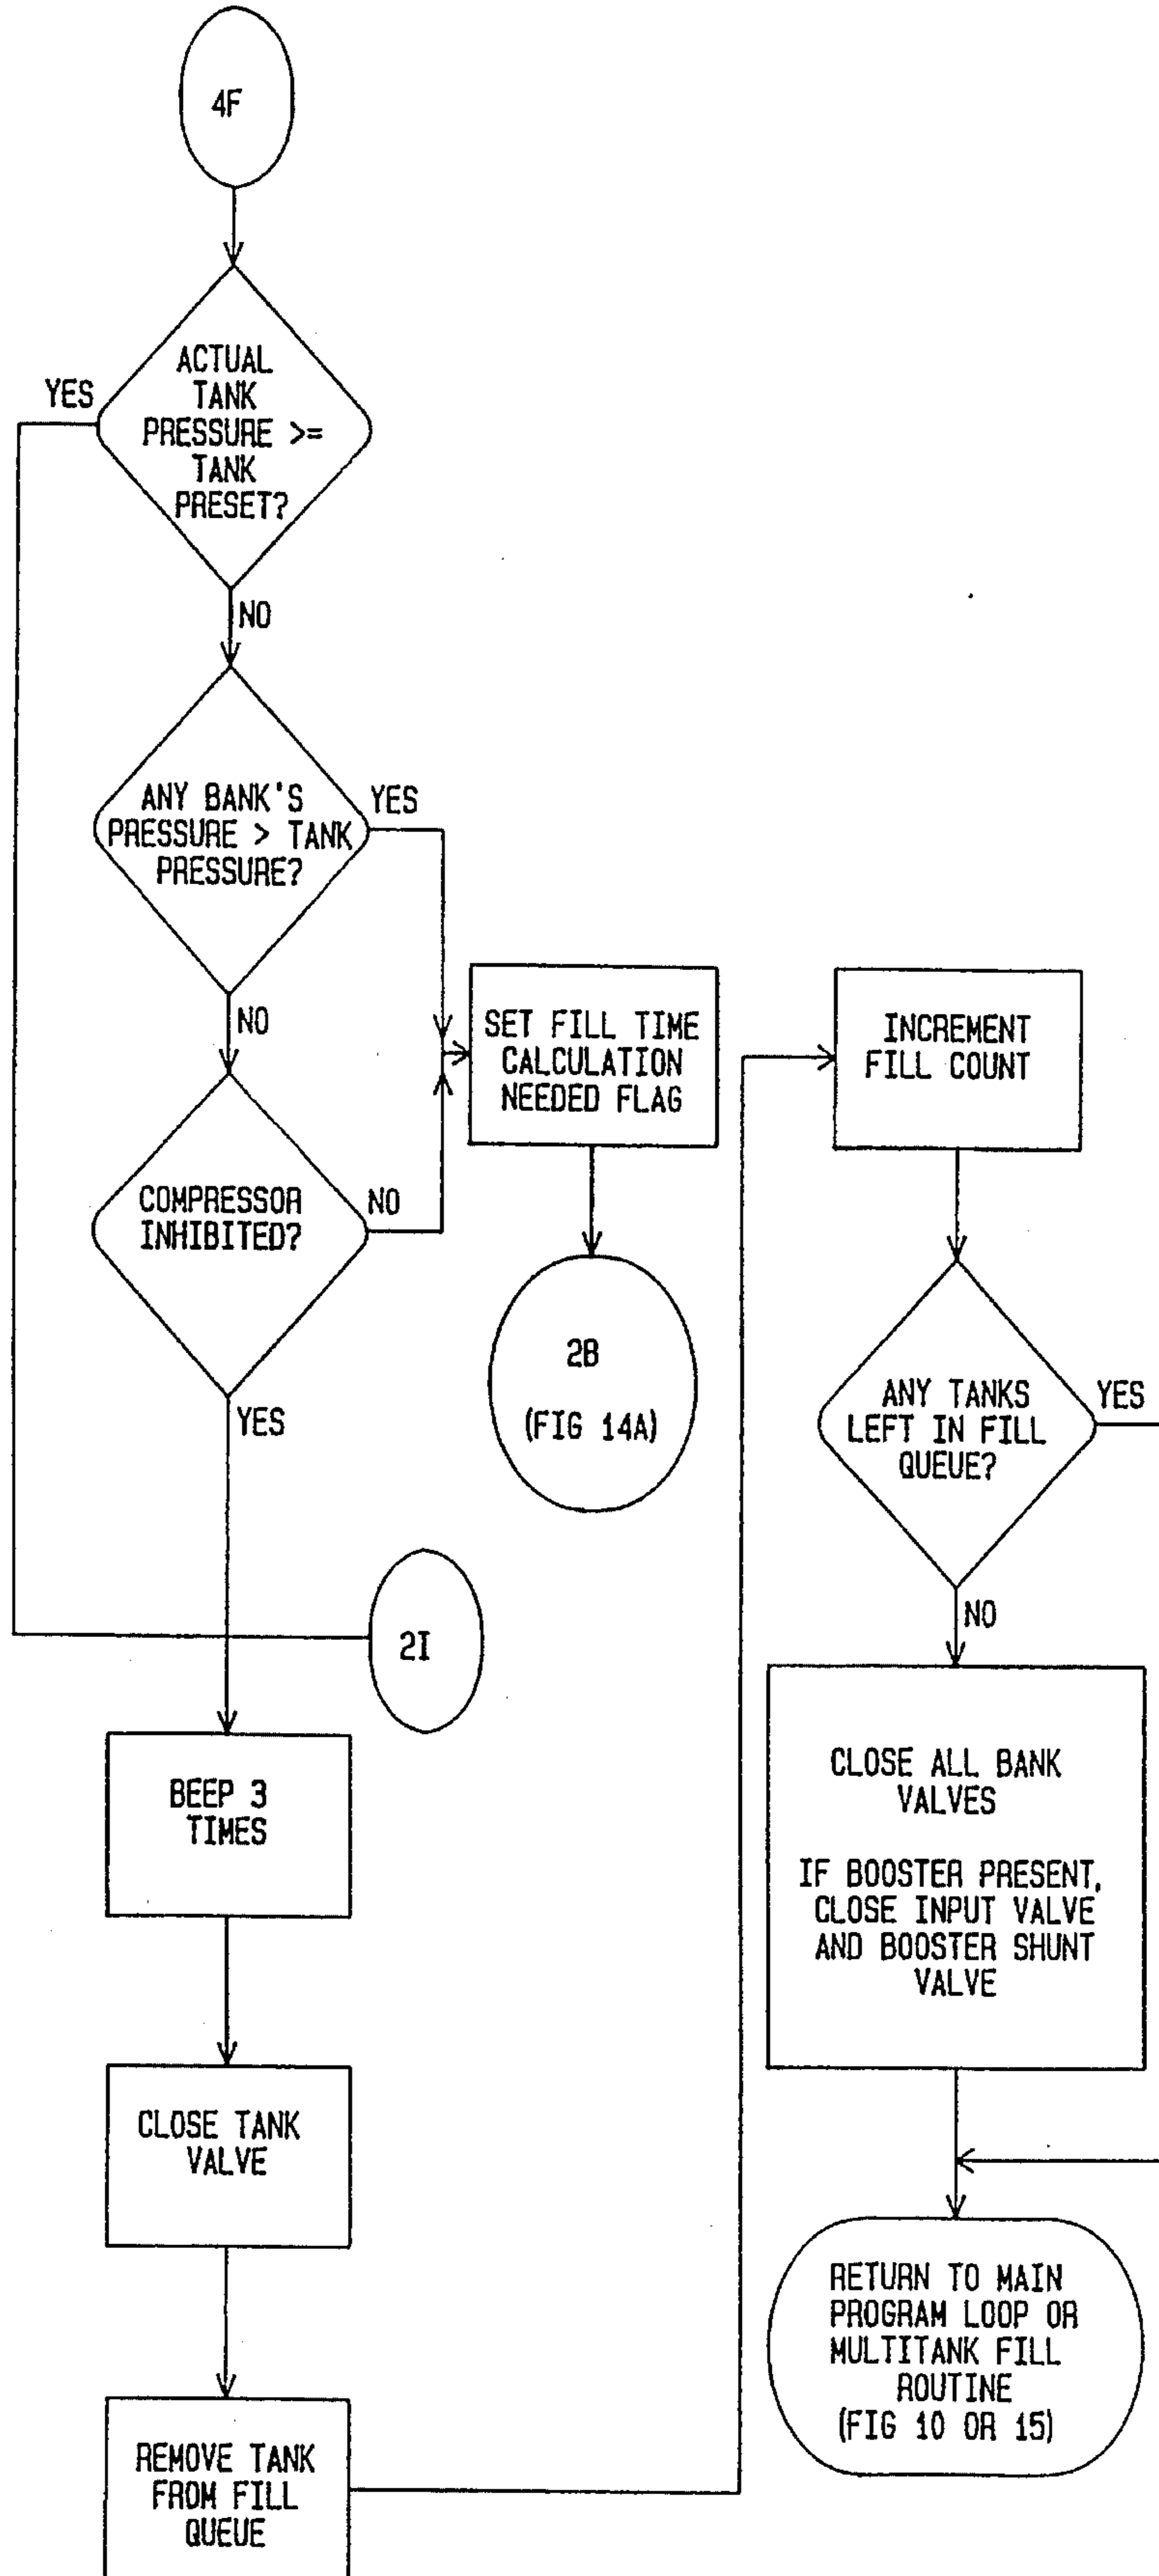 4F
ACTUAL
TANK
PRESSURE >=
TANK
PRESET?
YES
NO
ANY BANK'S
PRESSURE > TANK
PRESSURE?
YES
NO
COMPRESSOR
INHIBITED?
NO
YES
SET FILL TIME
CALCULATION
NEEDED FLAG
2B
(FIG 14A)
2I
BEEP 3
TIMES
CLOSE TANK
VALVE
REMOVE TANK
FROM FILL
QUEUE
INCREMENT
FILL COUNT
ANY TANKS
LEFT IN FILL
QUEUE?
YES
NO
CLOSE ALL BANK
VALVES
IF BOOSTER PRESENT,
CLOSE INPUT VALVE
AND BOOSTER SHUNT
VALVE
RETURN TO MAIN
PROGRAM LOOP OR
MULTITANK FILL
ROUTINE
(FIG 10 OR 15)